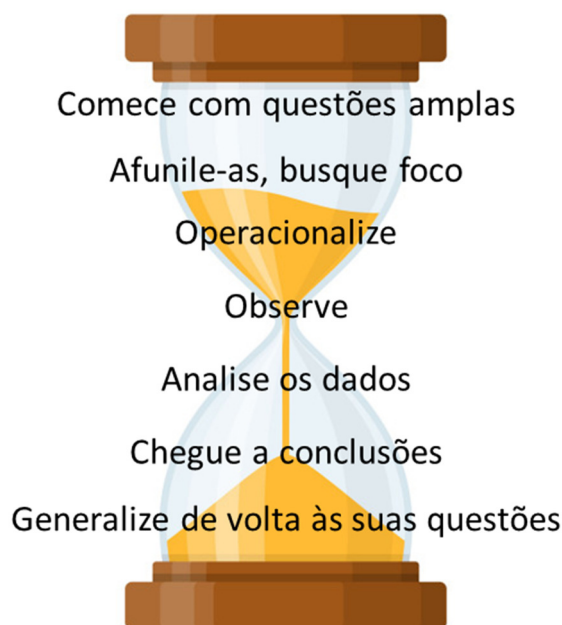 Comece com questões amplas
Afunile-as, busque foco
Operacionalize
Observe
Analise os dados
Chegue a conclusões
Generalize de volta às suas questões